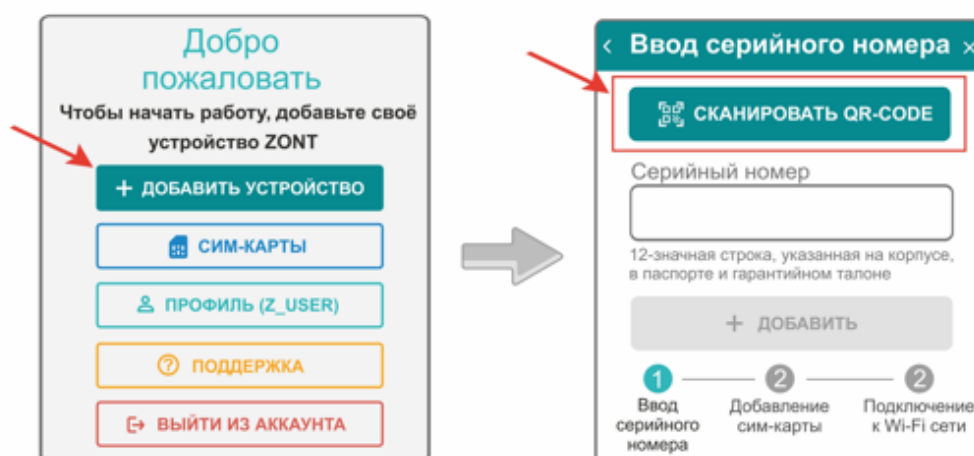 Добро
пожаловать
Чтобы начать работу, добавьте своё
устройство ZONT
+ ДОБАВИТЬ УСТРОЙСТВО
СИМ-КАРТЫ
ПРОФИЛЬ (Z_USER)
ПОДДЕРЖКА
ВЫЙТИ ИЗ АККАУНТА
< Ввод серийного номера ×
СКАНИРОВАТЬ QR-CODE
Серийный номер
12-значная строка, указанная на корпусе,
в паспорте и гарантийном талоне
+ ДОБАВИТЬ
1 2 2
Ввод
серийного
номера
Добавление
сим-карты
Подключение
к Wi-Fi сети